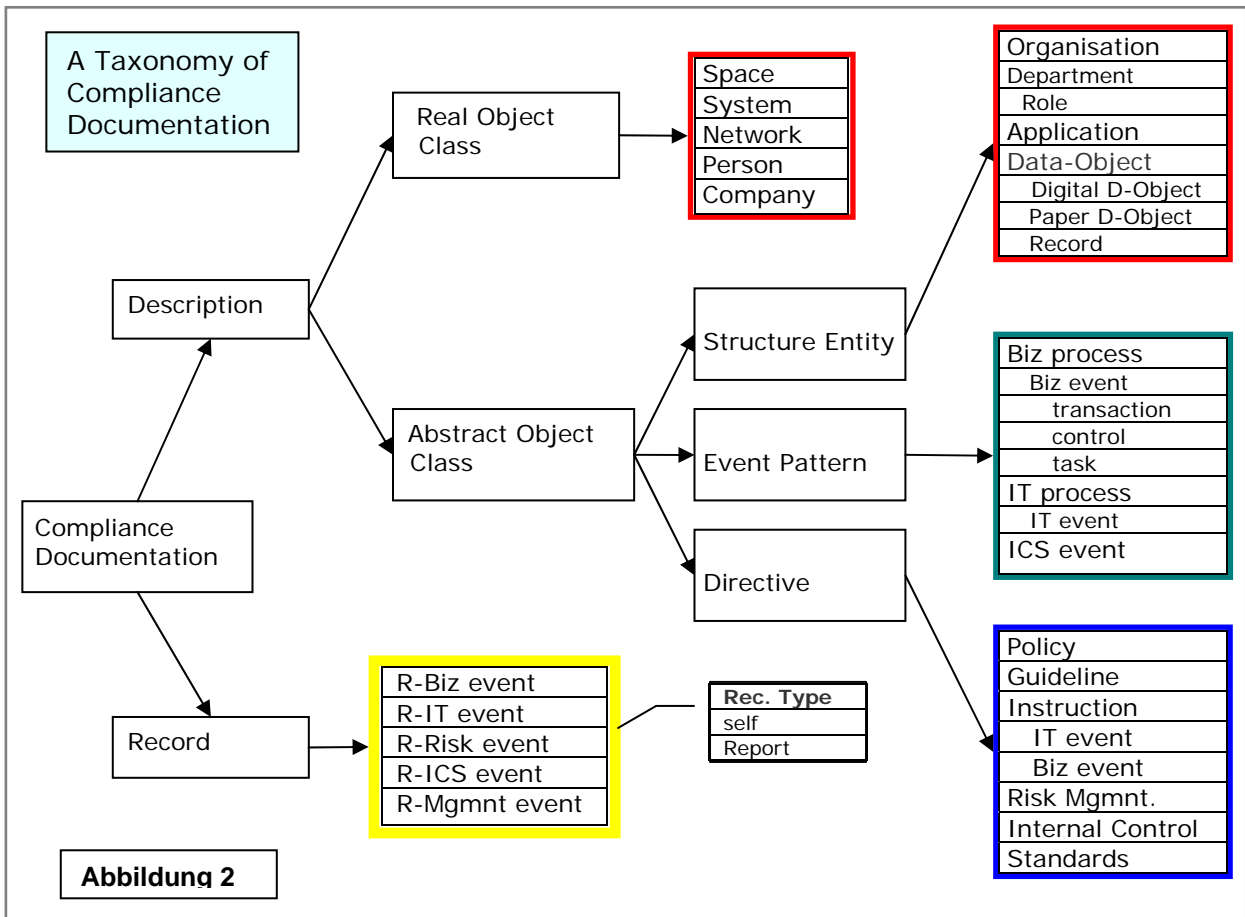 A Taxonomy of
Compliance
Documentation
Real Object
Class
Space
System
Network
Person
Company
Organisation
Department
Role
Application
Data-Object
Digital D-Object
Paper D-Object
Record
Description
Structure Entity
Abstract Object
Class
Event Pattern
Biz process
Biz event
transaction
control
task
IT process
IT event
ICS event
Compliance
Documentation
Directive
Policy
Guideline
Instruction
IT event
Biz event
Risk Mgmnt.
Internal Control
Standards
Record
R-Biz event
R-IT event
R-Risk event
R-ICS event
R-Mgmnt event
Rec. Type
self
Report
Abbildung 2